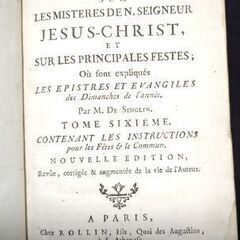 SUR
LES MISTERES DE N. SEIGNEUR
JESUS-CHRIST,
ET
SUR LES PRINCIPALES FESTES;
Où sont expliqués
LES EPISTRES ET EVANGILES
des Dimanches de l'année.
Par M. DE SINGLIN.
TOME SIXIÉME.
CONTENANT LES INSTRUCTIONS
pour les Fêtes & le Commun.
NOUVELLE EDITION,
Revûe, corrigée & augmentée de la vie de l'Auteur.
A PARIS,
Chez ROLLIN, fils, Quai des Augustins,
à S. Athanase